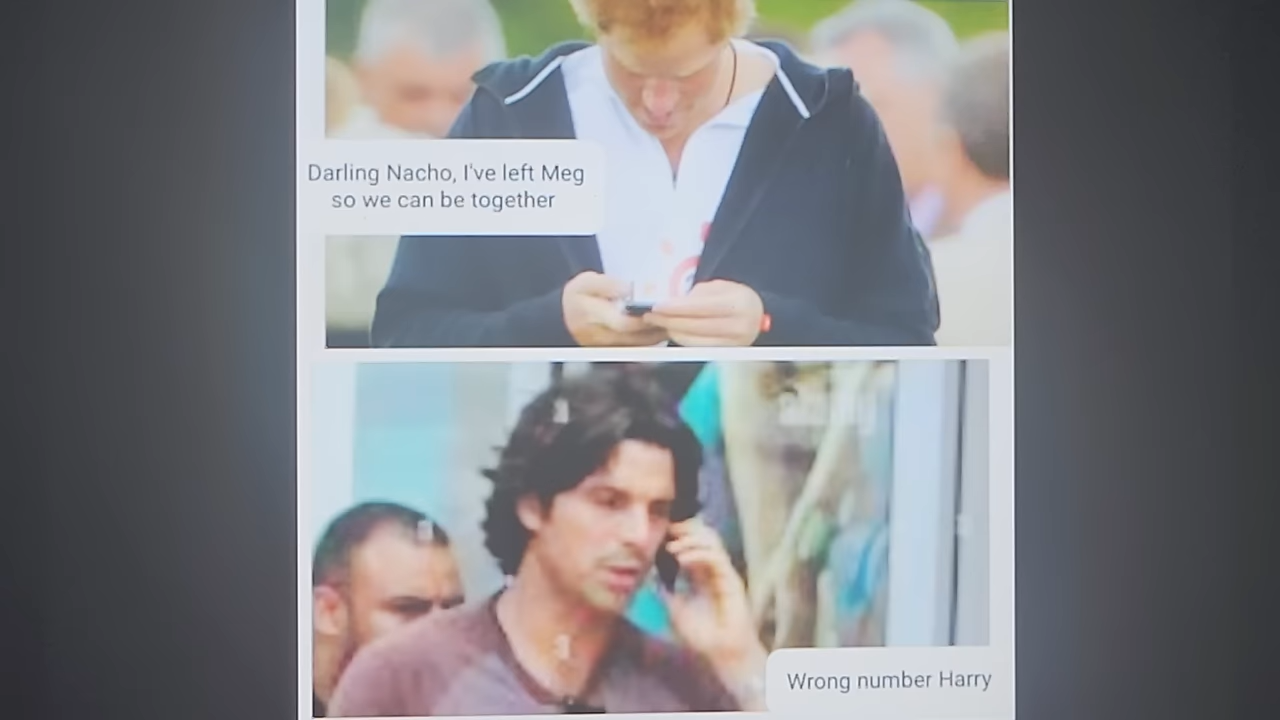 Darling Nacho, I've left Meg
so we can be together
Wrong number Harry